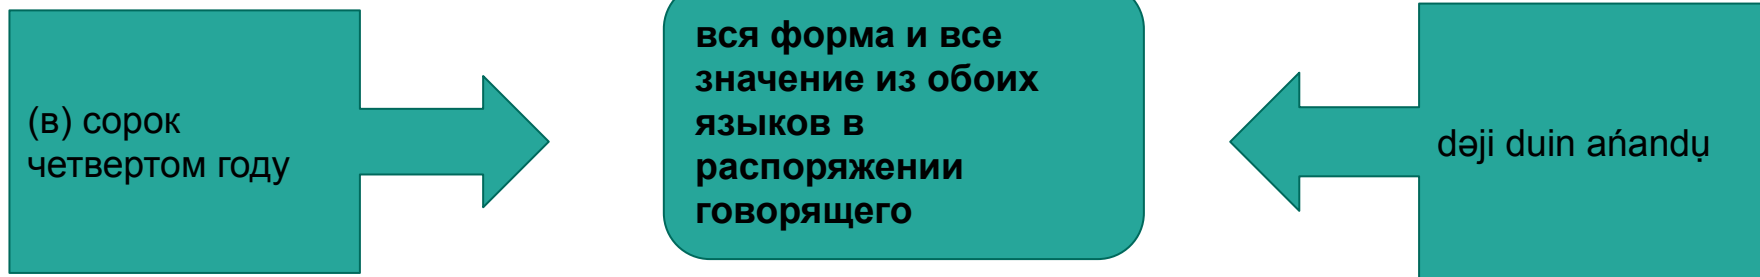 (в) сорок
четвертом году
вся форма и все
значение из обоих
языков в
распоряжении
говорящего
dəji duin ańandụ